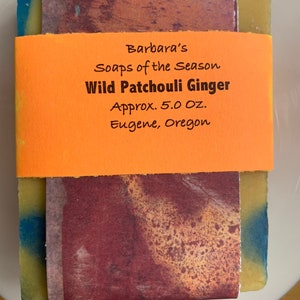 Barbara's
Soaps of the Season
Wild Patchouli Ginger
Approx. 5.0 Oz.
Eugene, Oregon